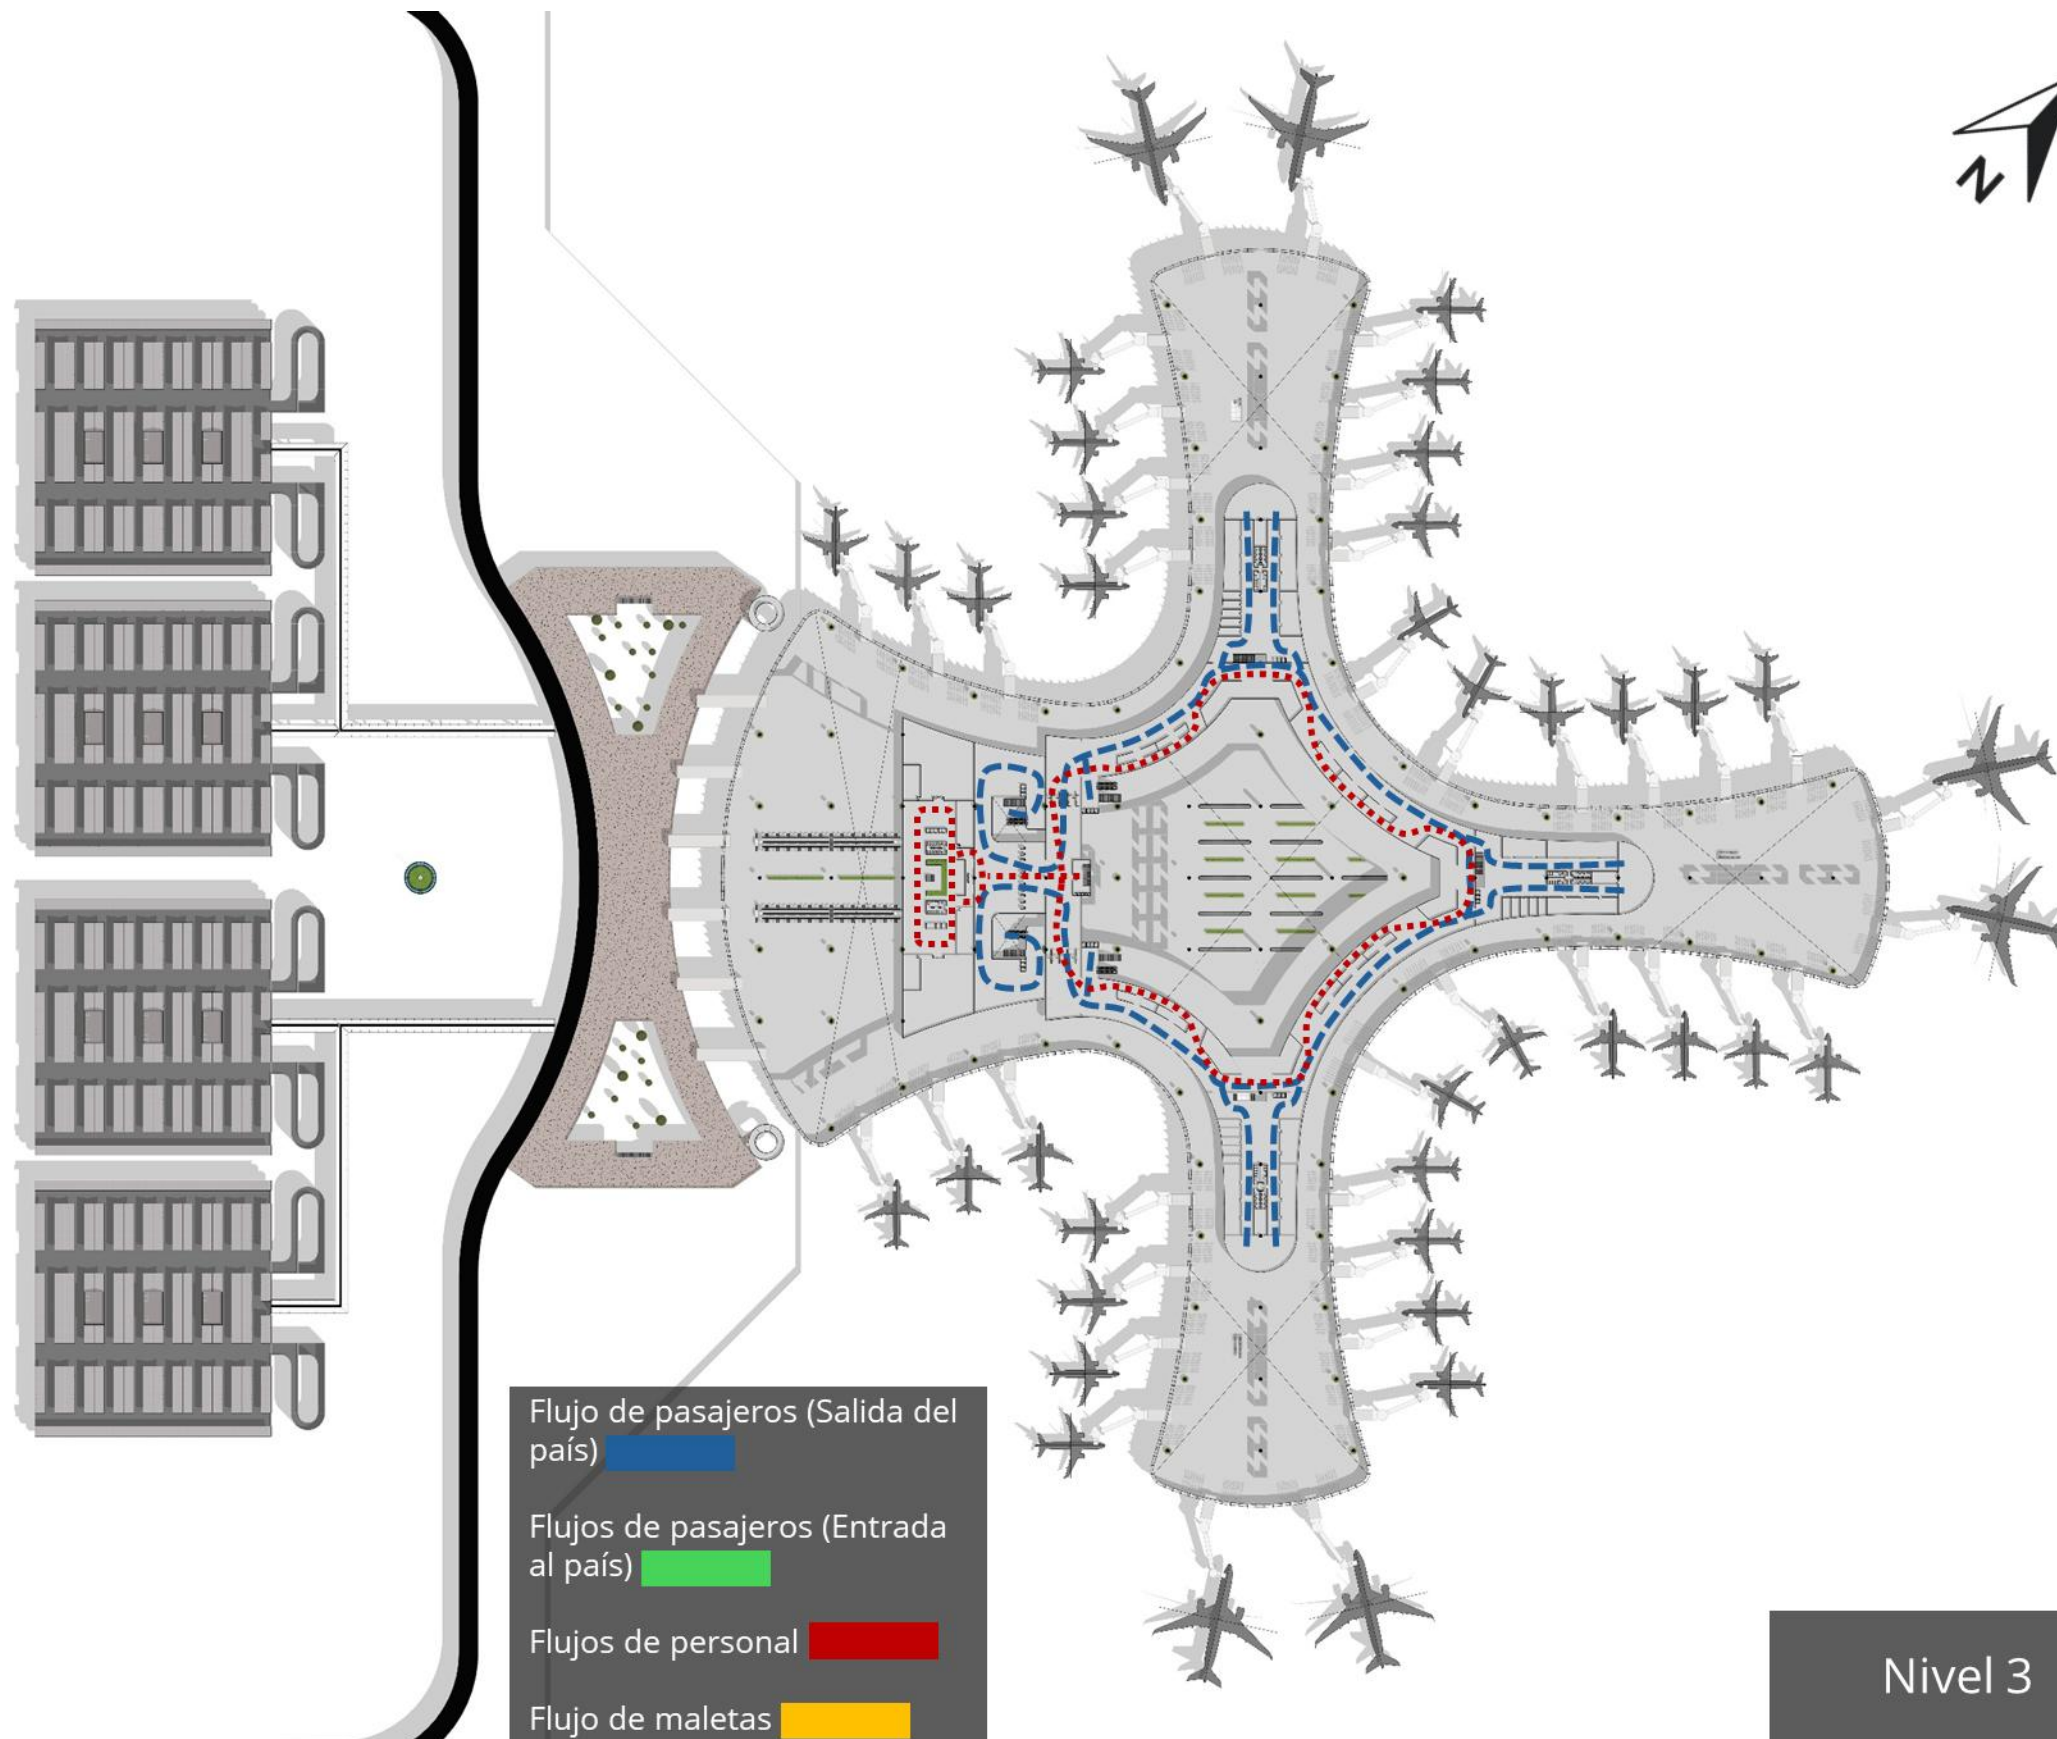 N
Flujo de pasajeros (Salida del
país)
Flujos de pasajeros (Entrada
al país)
Flujos de personal
Flujo de maletas
Nivel 3